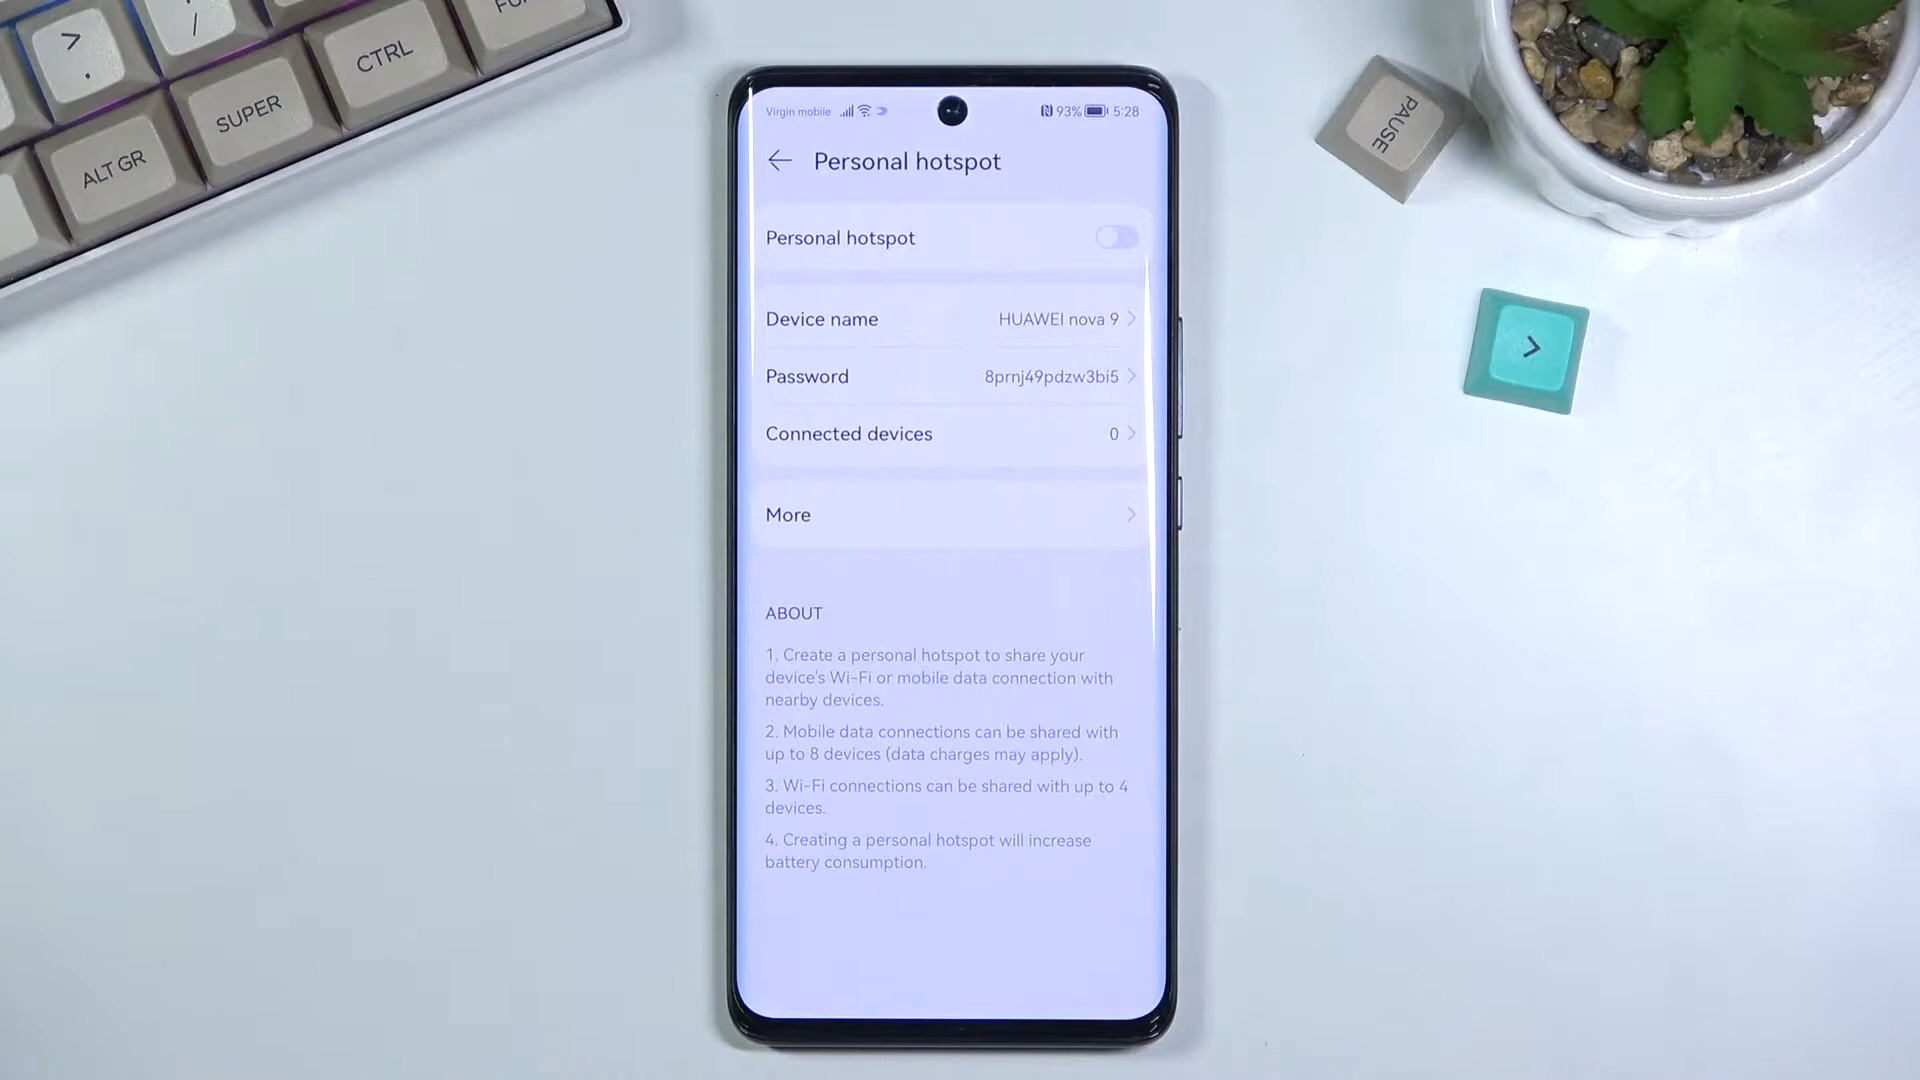 >
.
/
CTRL
SUPER
ALT GR
PAUSE
>
Virgin mobile
93% 5:28
Personal hotspot
Personal hotspot
Device name HUAWEI nova 9
Password 8prnj49pdzw3bi5
Connected devices 0
More
ABOUT
1. Create a personal hotspot to share your
device's Wi-Fi or mobile data connection with
nearby devices.
2. Mobile data connections can be shared with
up to 8 devices (data charges may apply).
3. Wi-Fi connections can be shared with up to 4
devices.
4. Creating a personal hotspot will increase
battery consumption.